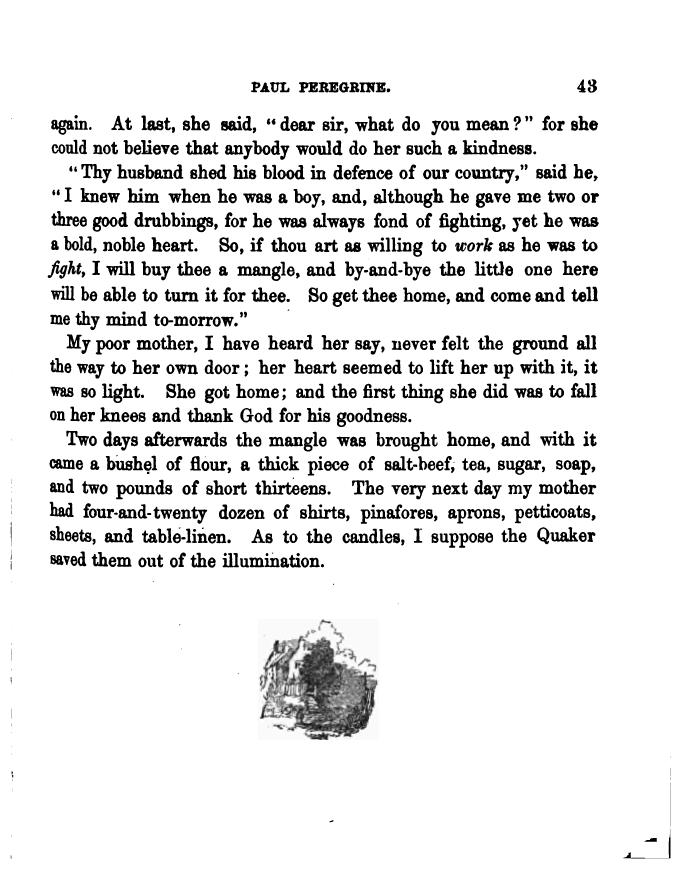 PAUL PEREGRINE. 43
again. At last, she said, “dear sir, what do you mean?” for she
could not believe that anybody would do her such a kindness.
“Thy husband shed his blood in defence of our country,” said he,
“I knew him when he was a boy, and, although he gave me two or
three good drubbings, for he was always fond of fighting, yet he was
a bold, noble heart. So, if thou art as willing to work as he was to
fight, I will buy thee a mangle, and by-and-bye the little one here
will be able to turn it for thee. So get thee home, and come and tell
me thy mind to-morrow.”
My poor mother, I have heard her say, never felt the ground all
the way to her own door; her heart seemed to lift her up with it, it
was so light. She got home; and the first thing she did was to fall
on her knees and thank God for his goodness.
Two days afterwards the mangle was brought home, and with it
came a bushel of flour, a thick piece of salt-beef, tea, sugar, soap,
and two pounds of short thirteens. The very next day my mother
had four-and-twenty dozen of shirts, pinafores, aprons, petticoats,
sheets, and table-linen. As to the candles, I suppose the Quaker
saved them out of the illumination.